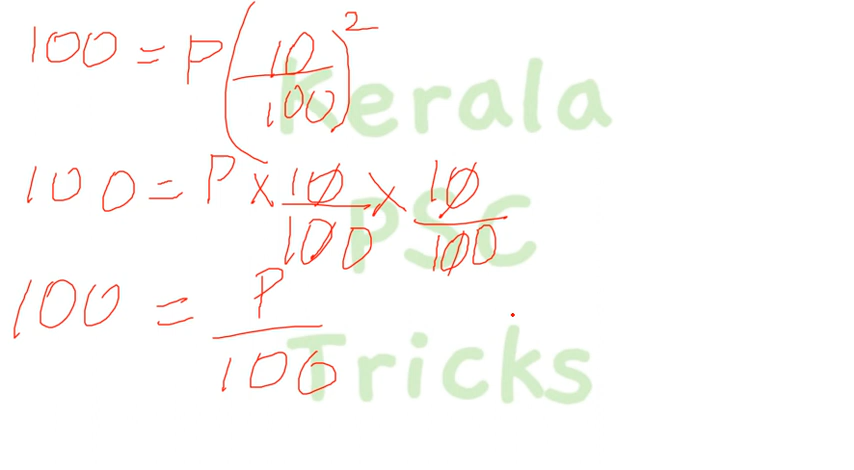 100 = P(10/100)²
100 = P × 10/100 × 10/100
100 = P/100
Kerala
PSC
Tricks